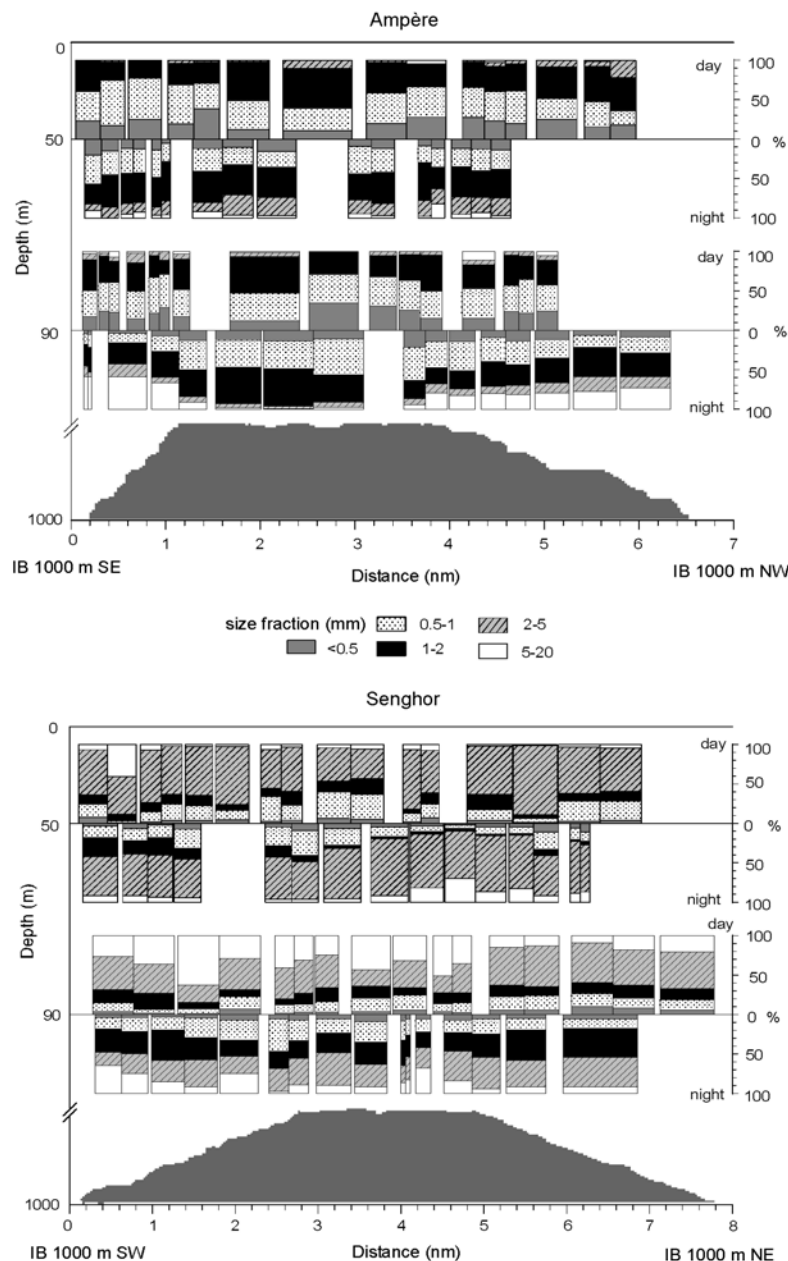 Ampère
0
day
100
50
50
0 %
50
night
100
Depth (m)
day
100
50
90
0 %
50
night
100
1000
0 1 2 3 4 5 6 7
IB 1000 m SE
Distance (nm)
IB 1000 m NW
size fraction (mm) 0.5-1 2-5
<0.5 1-2 5-20
Senghor
0
day
100
50
50
0 %
50
night
100
Depth (m)
day
100
50
90
0 %
50
night
100
1000
0 1 2 3 4 5 6 7 8
IB 1000 m SW
Distance (nm)
IB 1000 m NE